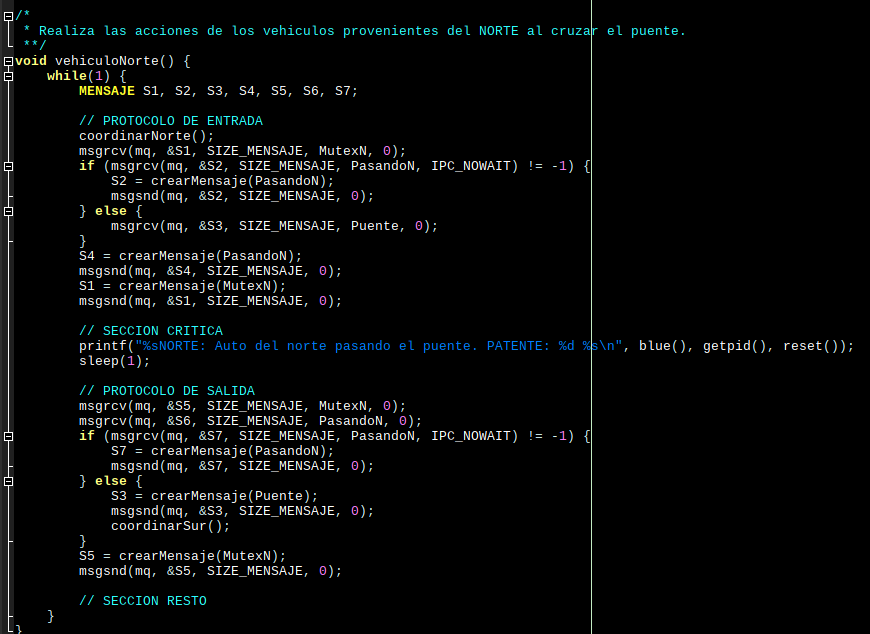 /*
 * Realiza las acciones de los vehiculos provenientes del NORTE al cruzar el puente.
 **/
void vehiculoNorte() {
    while(1) {
        MENSAJE S1, S2, S3, S4, S5, S6, S7;

        // PROTOCOLO DE ENTRADA
        coordinarNorte();
        msgrcv(mq, &S1, SIZE_MENSAJE, MutexN, 0);
        if (msgrcv(mq, &S2, SIZE_MENSAJE, PasandoN, IPC_NOWAIT) != -1) {
            S2 = crearMensaje(PasandoN);
            msgsnd(mq, &S2, SIZE_MENSAJE, 0);
        } else {
            msgrcv(mq, &S3, SIZE_MENSAJE, Puente, 0);
        }
        S4 = crearMensaje(PasandoN);
        msgsnd(mq, &S4, SIZE_MENSAJE, 0);
        S1 = crearMensaje(MutexN);
        msgsnd(mq, &S1, SIZE_MENSAJE, 0);

        // SECCION CRITICA
        printf("%sNORTE: Auto del norte pasando el puente. PATENTE: %d %s\n", blue(), getpid(), reset());
        sleep(1);

        // PROTOCOLO DE SALIDA
        msgrcv(mq, &S5, SIZE_MENSAJE, MutexN, 0);
        msgrcv(mq, &S6, SIZE_MENSAJE, PasandoN, 0);
        if (msgrcv(mq, &S7, SIZE_MENSAJE, PasandoN, IPC_NOWAIT) != -1) {
            S7 = crearMensaje(PasandoN);
            msgsnd(mq, &S7, SIZE_MENSAJE, 0);
        } else {
            S3 = crearMensaje(Puente);
            msgsnd(mq, &S3, SIZE_MENSAJE, 0);
            coordinarSur();
        }
        S5 = crearMensaje(MutexN);
        msgsnd(mq, &S5, SIZE_MENSAJE, 0);

        // SECCION RESTO
    }
}